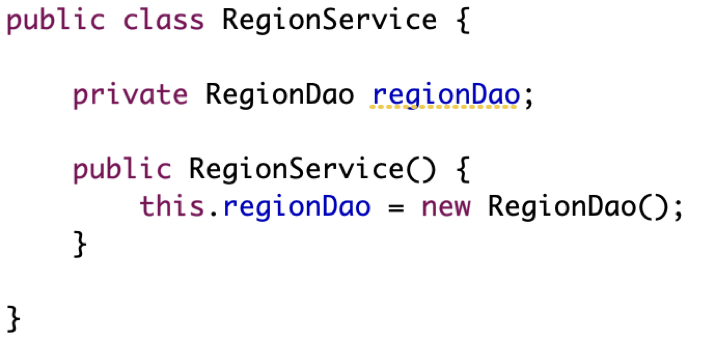 public class RegionService {
private RegionDao regionDao;
public RegionService() {
this.regionDao = new RegionDao();
}
}